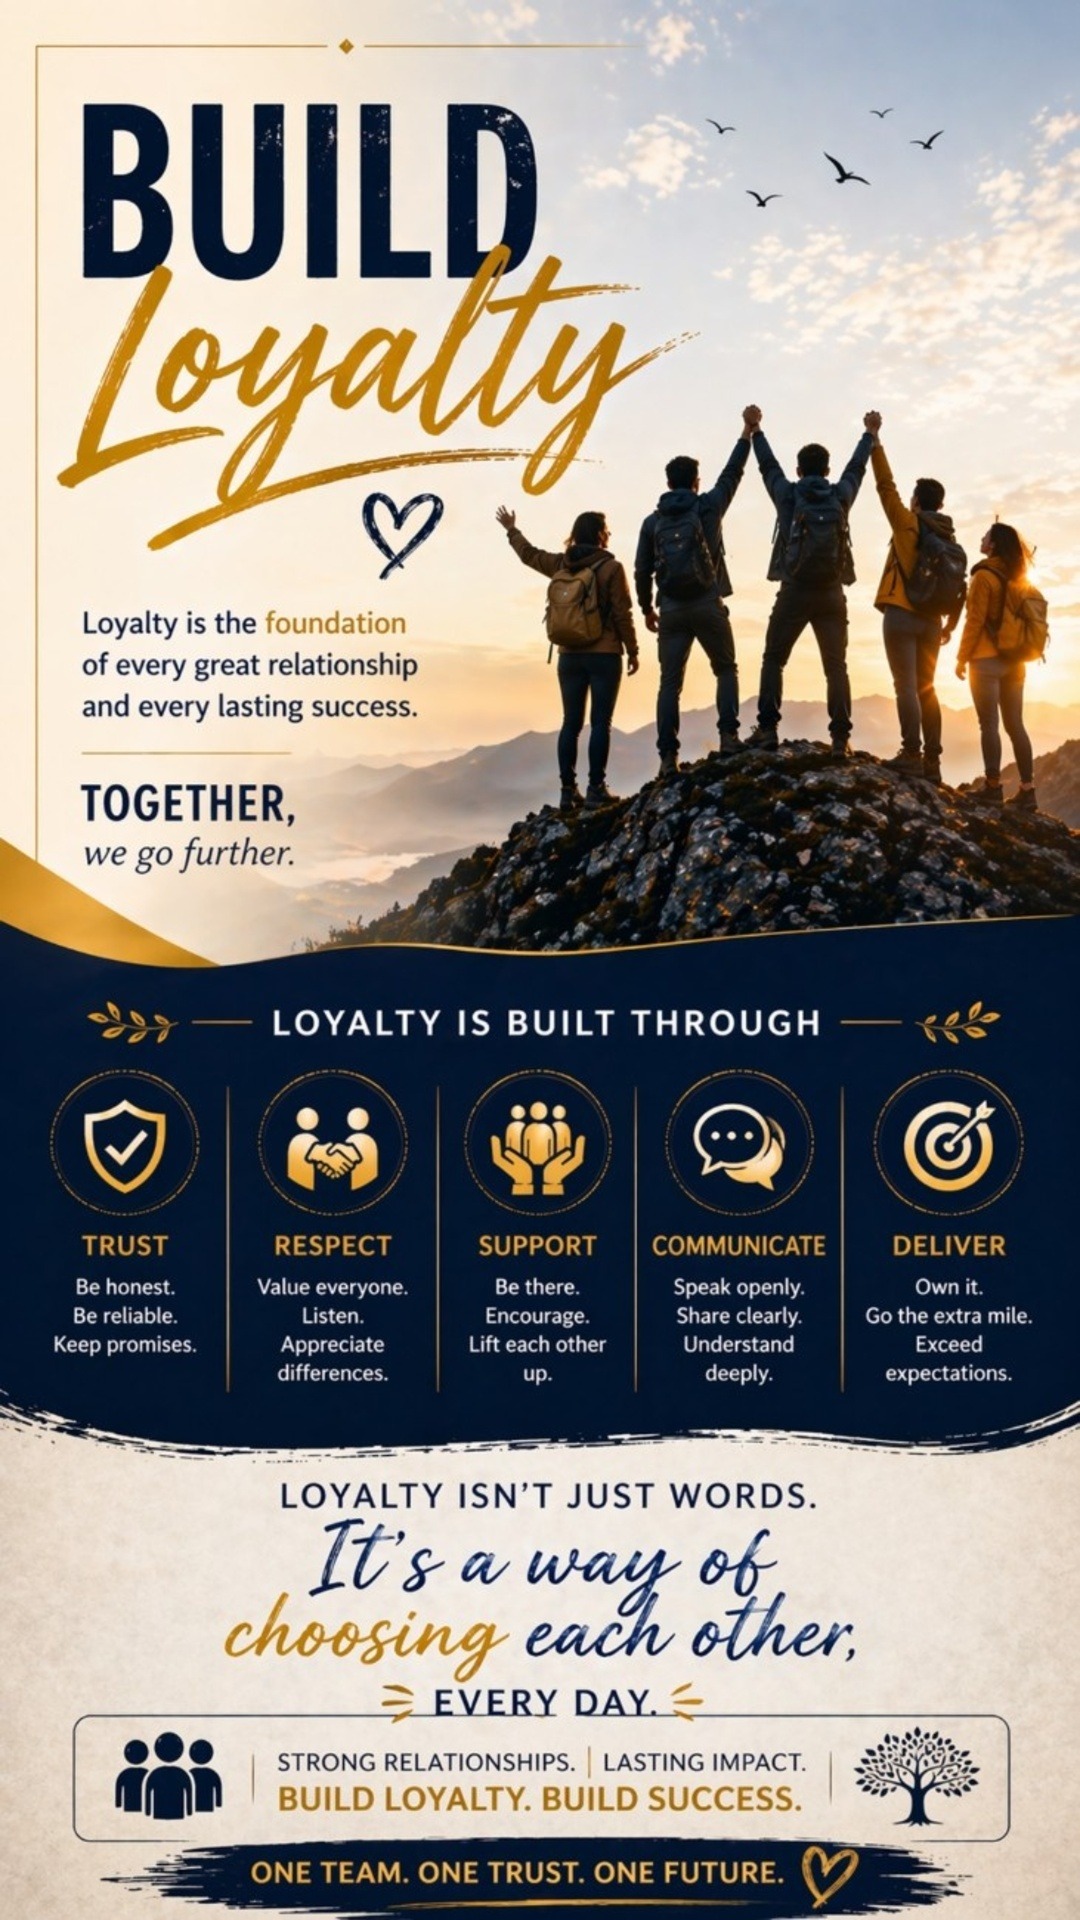 BUILD
Loyalty
Loyalty is the foundation
of every great relationship
and every lasting success.
TOGETHER,
we go further.
LOYALTY IS BUILT THROUGH
TRUST
Be honest.
Be reliable.
Keep promises.
RESPECT
Value everyone.
Listen.
Appreciate
differences.
SUPPORT
Be there.
Encourage.
Lift each other
up.
COMMUNICATE
Speak openly.
Share clearly.
Understand
deeply.
DELIVER
Own it.
Go the extra mile.
Exceed
expectations.
LOYALTY ISN'T JUST WORDS.
It's a way of
choosing each other,
EVERY DAY.
STRONG RELATIONSHIPS. | LASTING IMPACT.
BUILD LOYALTY. BUILD SUCCESS.
ONE TEAM. ONE TRUST. ONE FUTURE.